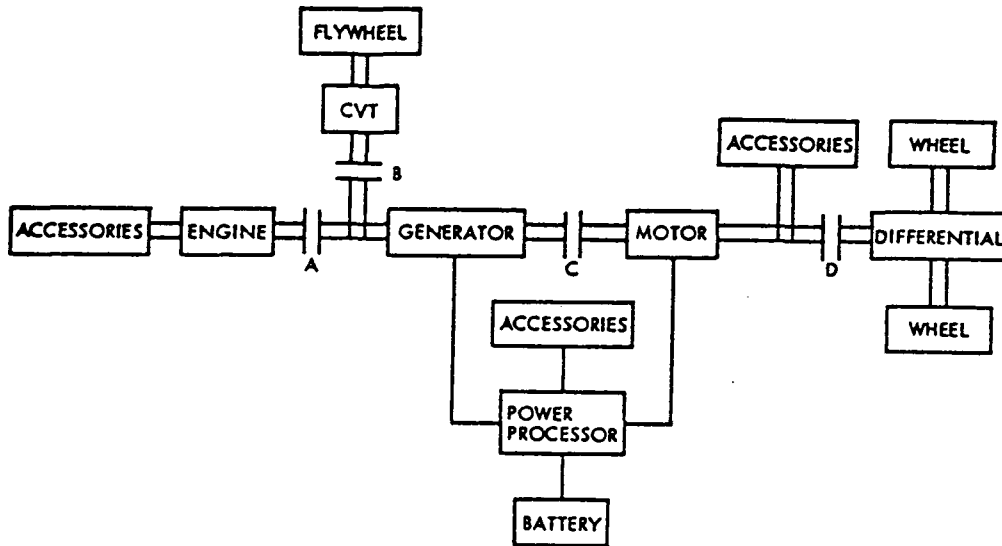 FLYWHEEL
CVT
B
ACCESSORIES
WHEEL
ACCESSORIES
ENGINE
A
GENERATOR
C
MOTOR
D
DIFFERENTIAL
WHEEL
ACCESSORIES
POWER
PROCESSOR
BATTERY